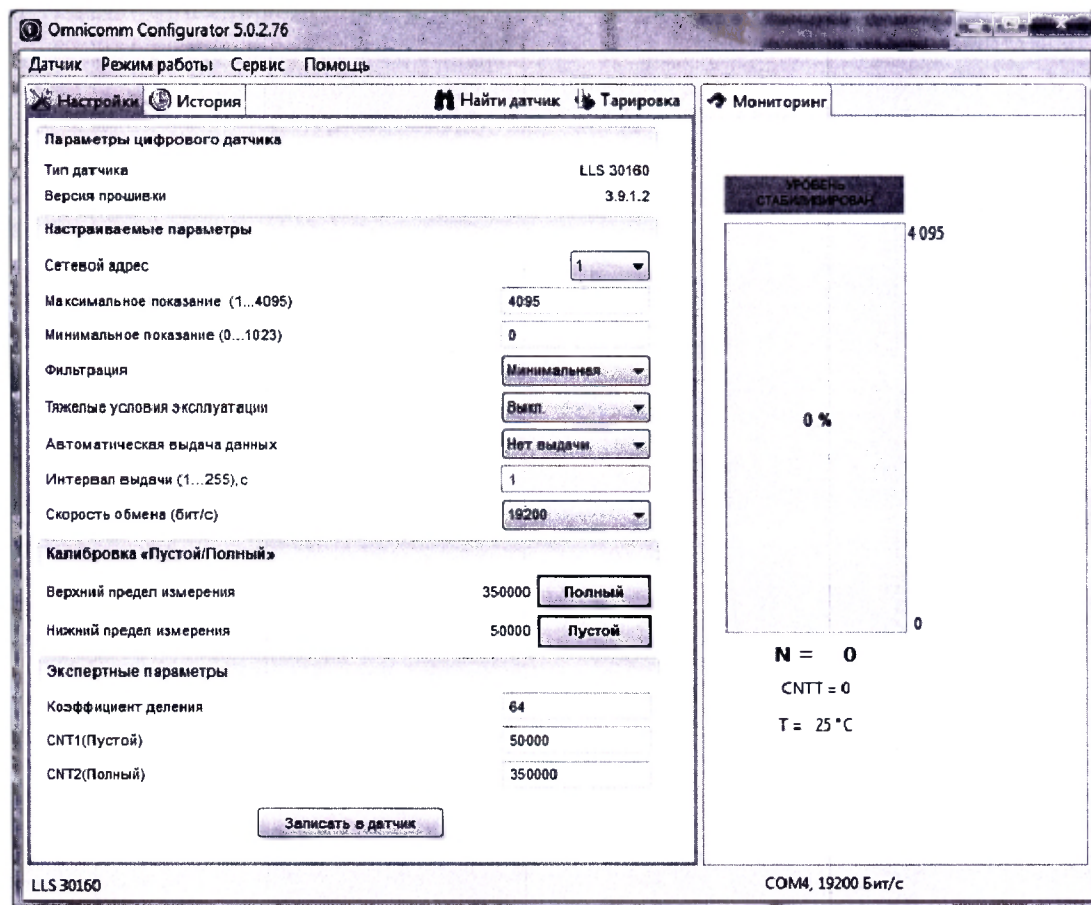 Omnicomm Configurator 5.0.2.76
Датчик Режим работы Сервис Помощь
Настройки История Найти датчик Тарировка
Параметры цифрового датчика
Тип датчика LLS 30160
Версия прошивки 3.9.1.2
Настраиваемые параметры
Сетевой адрес 1
Максимальное показание (1...4095) 4095
Минимальное показание (0...1023) 0
Фильтрация Минимальная
Тяжелые условия эксплуатации Выкл.
Автоматическая выдача данных Нет выдачи
Интервал выдачи (1...255), с 1
Скорость обмена (бит/с) 19200
Калибровка «Пустой/Полный»
Верхний предел измерения 350000 Полный
Нижний предел измерения 50000 Пустой
Экспертные параметры
Коэффициент деления 64
CNT1(Пустой) 50000
CNT2(Полный) 350000
Записать в датчик
Мониторинг
УРОВЕНЬ
СТАБИЛИЗИРОВАН
4 095
0 %
0
N = 0
CNTT = 0
T = 25 °C
LLS 30160 COM4, 19200 Бит/с